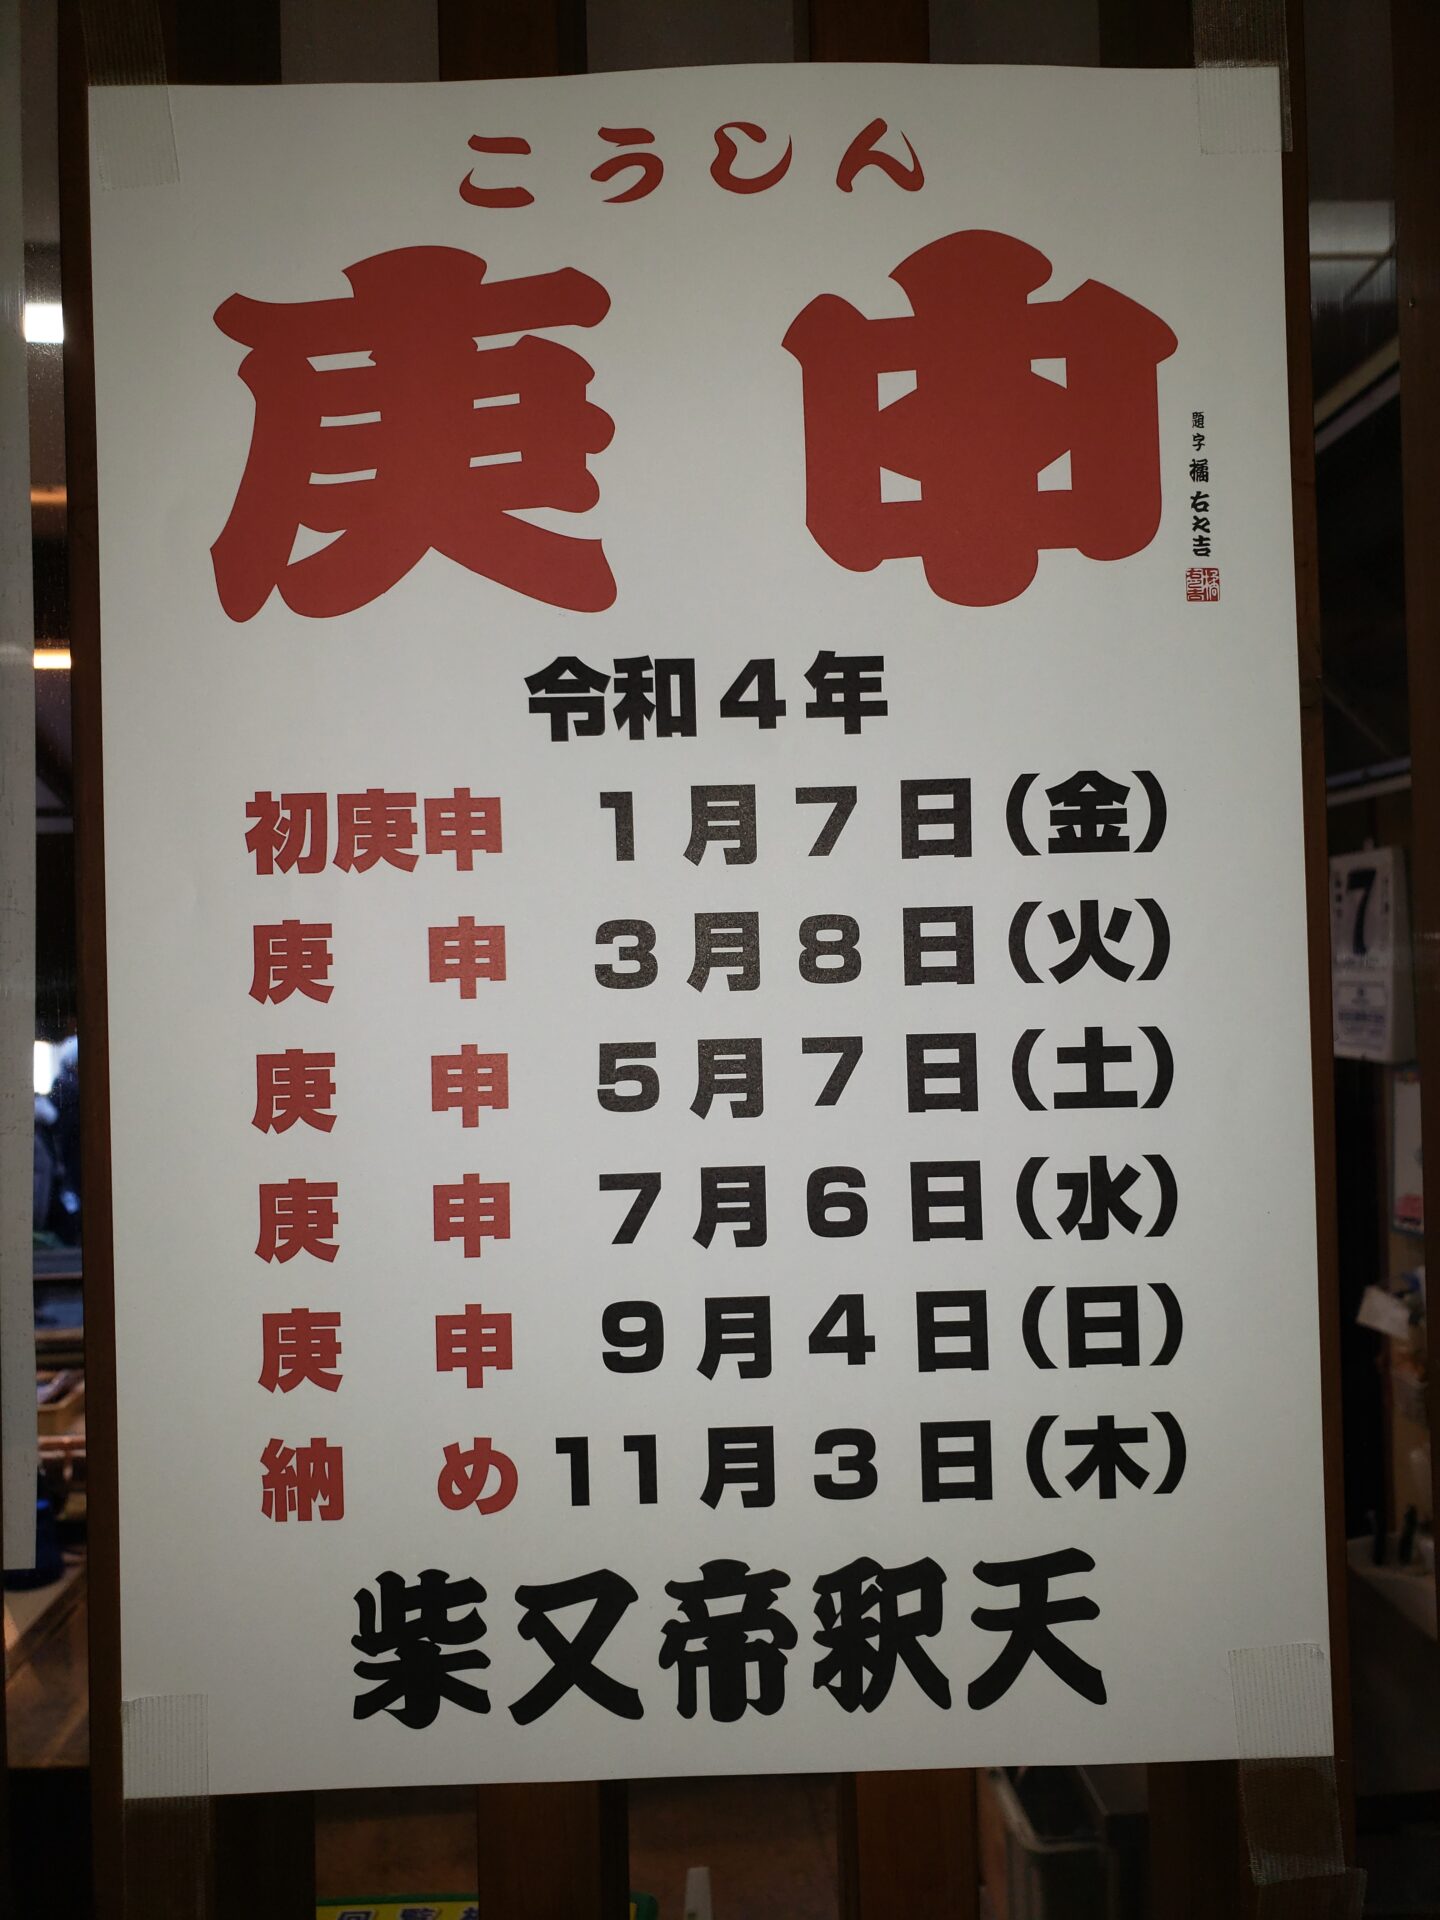 こうしん
庚申
題字 橘右之吉
令和4年
初庚申 1月7日(金)
庚申 3月8日(火)
庚申 5月7日(土)
庚申 7月6日(水)
庚申 9月4日(日)
納め 11月3日(木)
柴又帝釈天
7